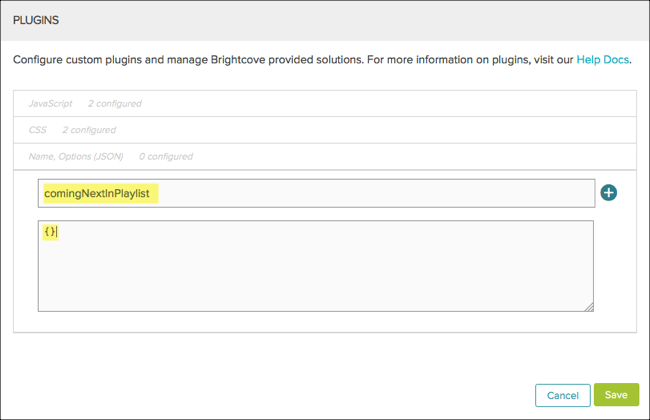 PLUGINS
Configure custom plugins and manage Brightcove provided solutions. For more information on plugins, visit our Help Docs.
JavaScript 2 configured
CSS 2 configured
Name, Options (JSON) 0 configured
comingNextInPlaylist
{}
Cancel Save